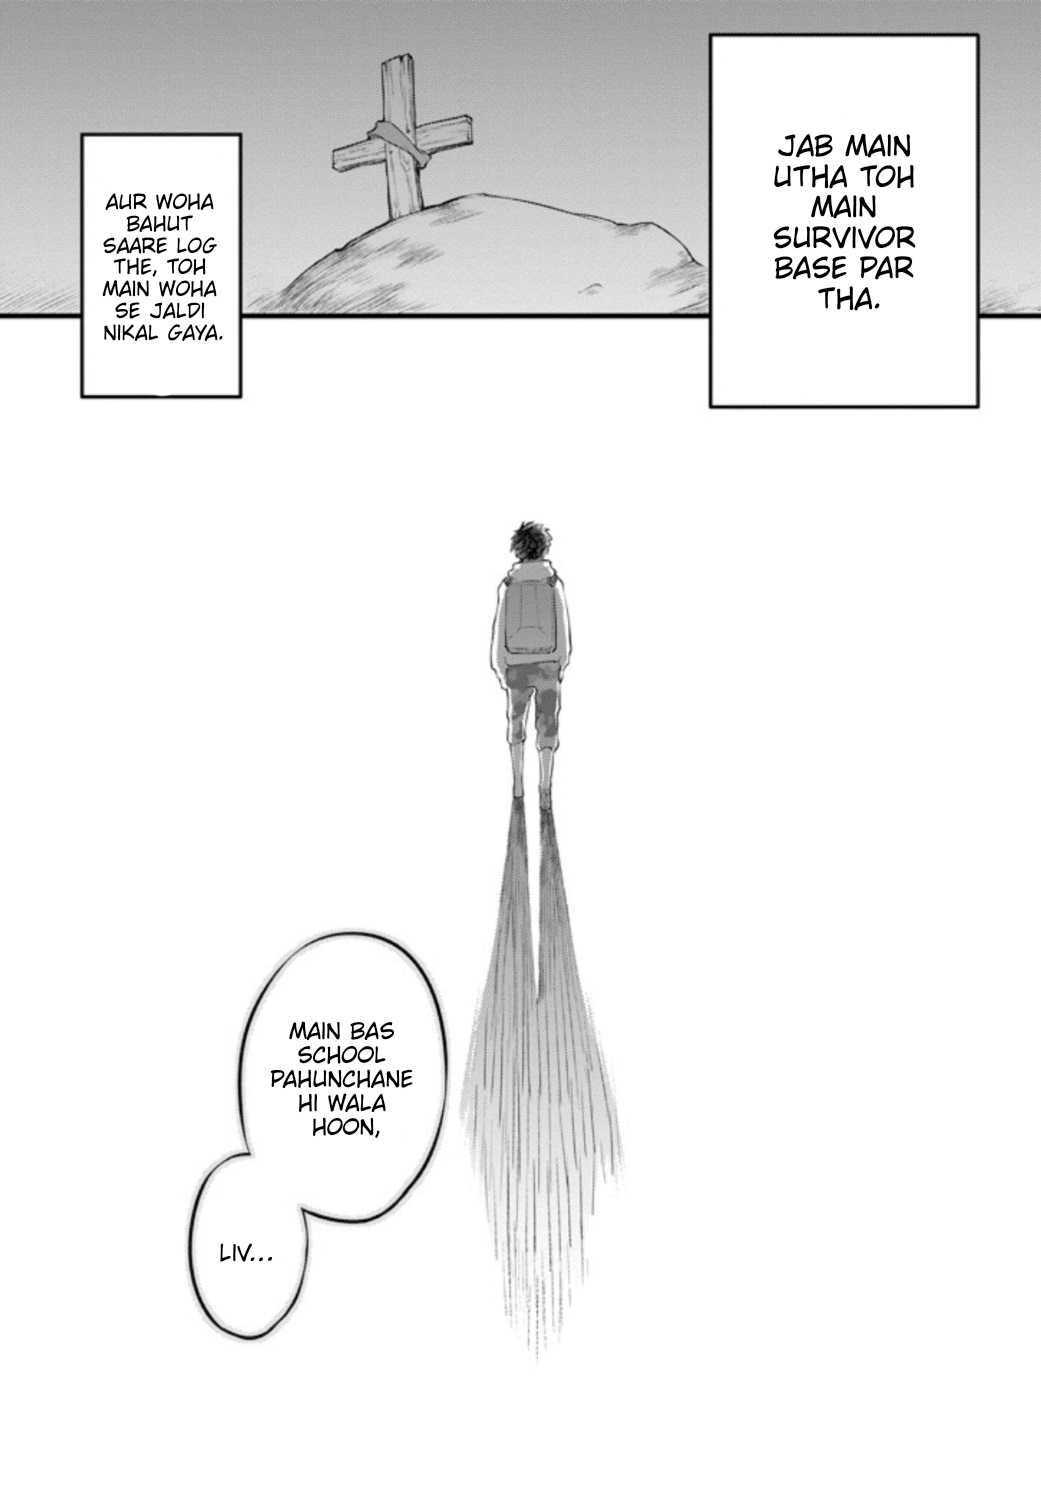 JAB MAIN
UTHA TOH
MAIN
SURVIVOR
BASE PAR
THA.
AUR WOHA
BAHUT
SAARE LOG
THE, TOH
MAIN WOHA
SE JALDI
NIKAL GAYA.
MAIN BAS
SCHOOL
PAHUNCHANE
HI WALA
HOON,
LIV...